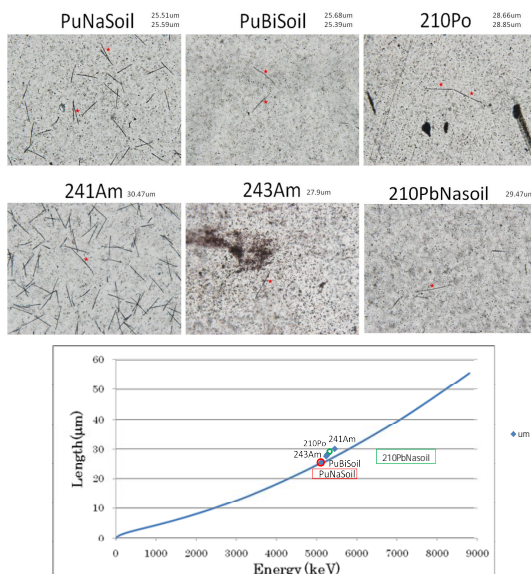 PuNaSoil
25.51um
25.59um
PuBiSoil
25.68um
25.39um
210Po
28.66um
28.85um
241Am 30.47um
243Am 27.9um
210PbNasoil 29.47um
60
50
40
30
20
10
0
Length(μm)
210Po
241Am
243Am
PuBiSoil
PuNaSoil
210PbNasoil
um
0 1000 2000 3000 4000 5000 6000 7000 8000 9000
Energy(keV)